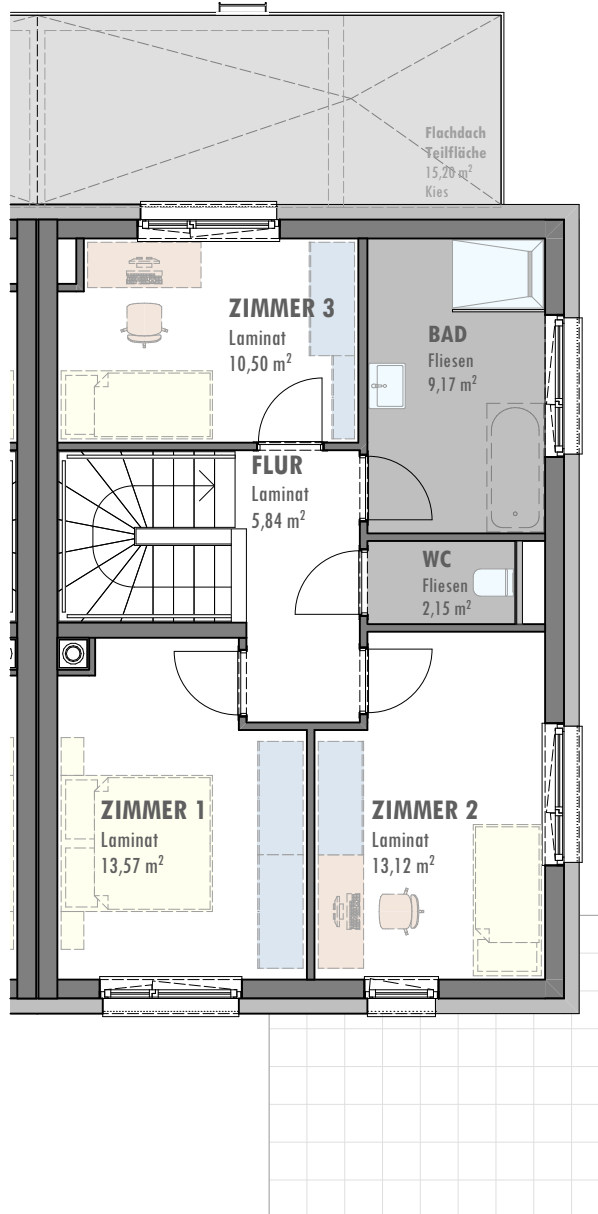 Flachdach
Teilfläche
15,20 m²
Kies
ZIMMER 3
Laminat
10,50 m²
BAD
Fliesen
9,17 m²
FLUR
Laminat
5,84 m²
WC
Fliesen
2,15 m²
ZIMMER 1
Laminat
13,57 m²
ZIMMER 2
Laminat
13,12 m²